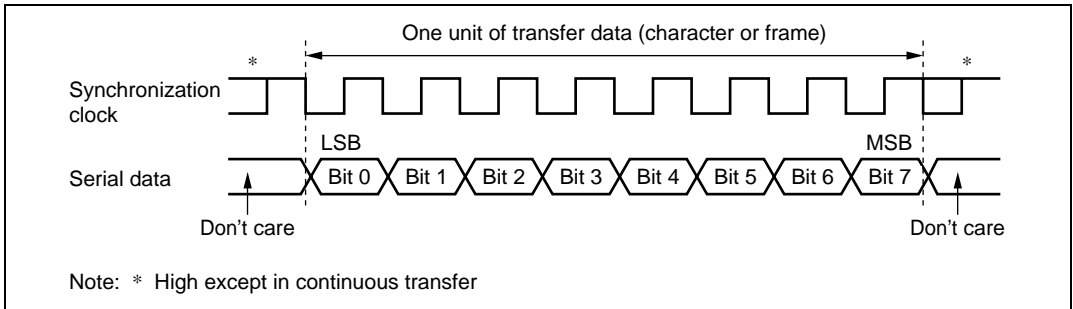 One unit of transfer data (character or frame)
* *
Synchronization
clock
LSB MSB
Serial data Bit 0 Bit 1 Bit 2 Bit 3 Bit 4 Bit 5 Bit 6 Bit 7
Don't care Don't care
Note: * High except in continuous transfer